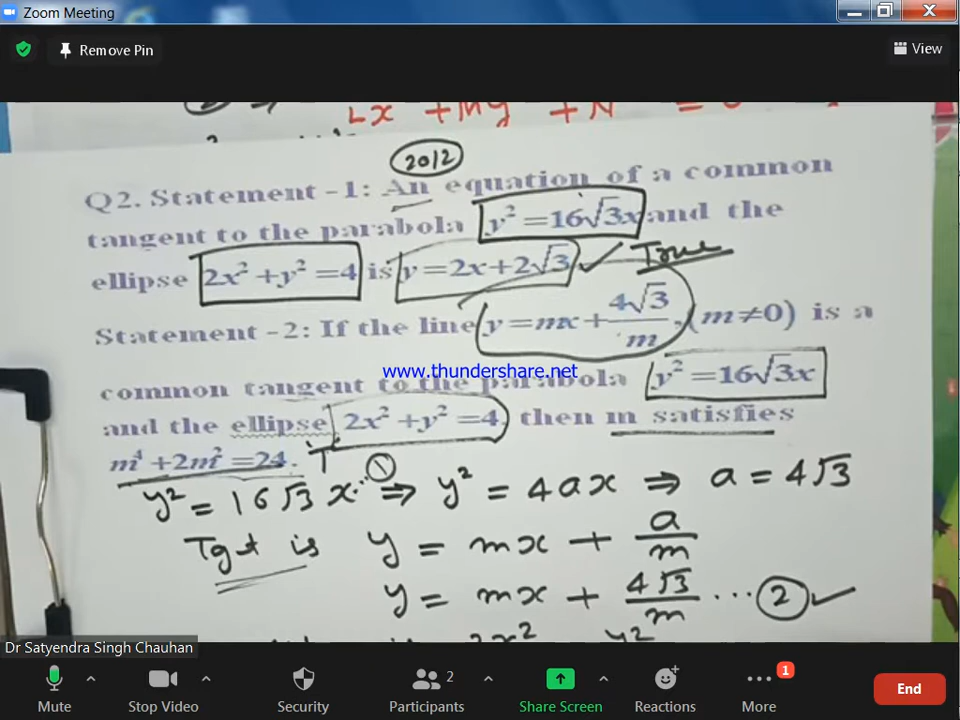 Zoom Meeting
Remove Pin
View
Lx + My + N = 0
2012
Q2. Statement -1: An equation of a common
tangent to the parabola y² =16√3x and the
ellipse 2x² +y² =4 is y=2x+2√3 ✓ True
Statement -2: If the line y=mx+4√3/m, (m≠0) is a
www.thundershare.net
common tangent to the parabola y² =16√3x
and the ellipse 2x² +y² =4, then m satisfies
m⁴ +2m² =24. T
y² = 16√3 x ... ① ⇒ y² = 4ax ⇒ a = 4√3
Tgt is y = mx + a/m
y = mx + 4√3/m ... ② ✓
2x² y²
Dr Satyendra Singh Chauhan
Mute
Stop Video
Security
2
Participants
Share Screen
Reactions
1
More
End